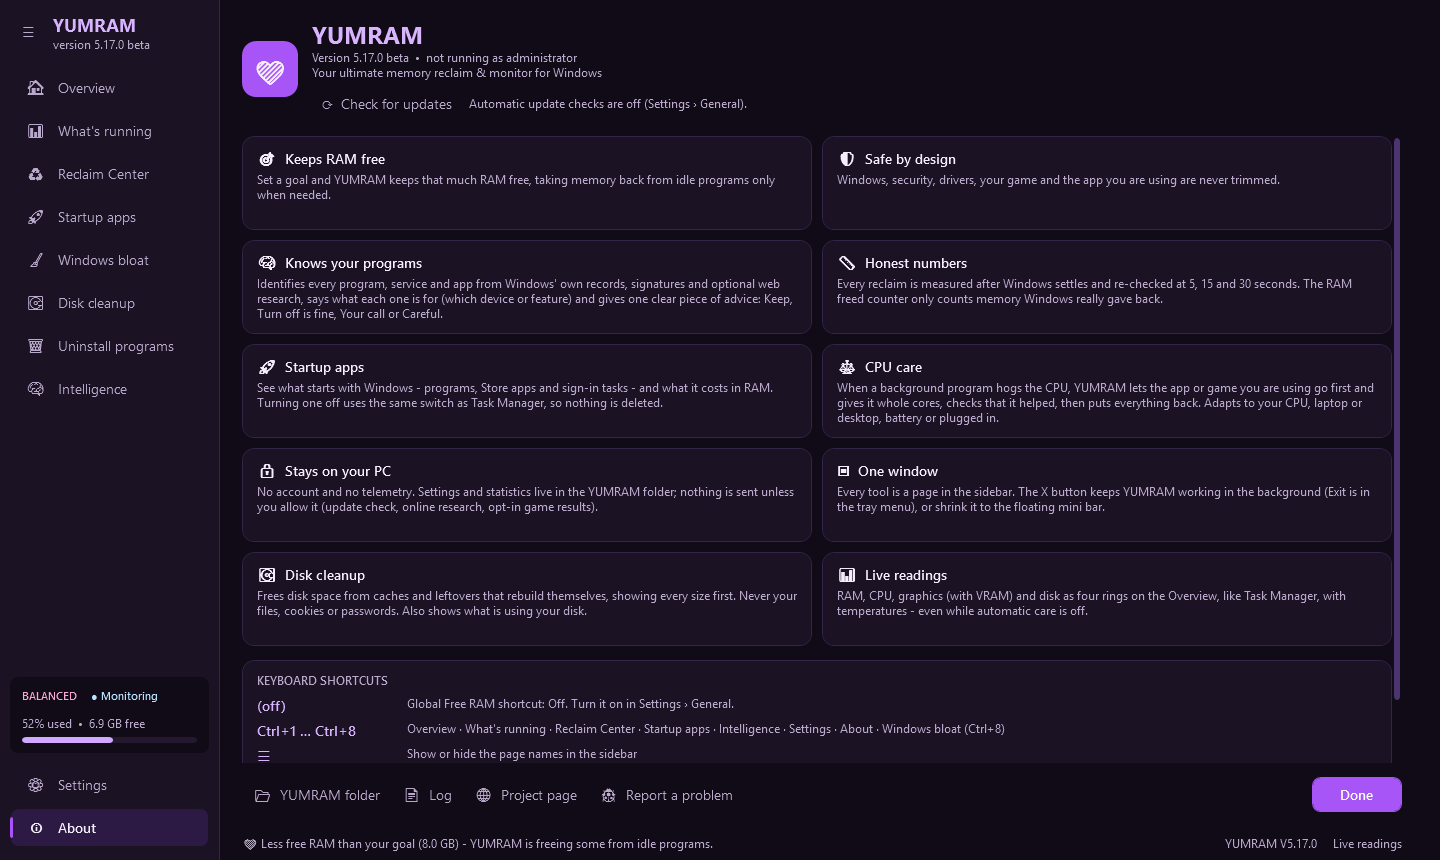 YUMRAM
version 5.17.0 beta
Overview
What's running
Reclaim Center
Startup apps
Windows bloat
Disk cleanup
Uninstall programs
Intelligence
BALANCED ● Monitoring
52% used • 6.9 GB free
Settings
About
YUMRAM
Version 5.17.0 beta • not running as administrator
Your ultimate memory reclaim & monitor for Windows
Check for updates Automatic update checks are off (Settings › General).
Keeps RAM free
Set a goal and YUMRAM keeps that much RAM free, taking memory back from idle programs only
when needed.
Safe by design
Windows, security, drivers, your game and the app you are using are never trimmed.
Knows your programs
Identifies every program, service and app from Windows' own records, signatures and optional web
research, says what each one is for (which device or feature) and gives one clear piece of advice: Keep,
Turn off is fine, Your call or Careful.
Honest numbers
Every reclaim is measured after Windows settles and re-checked at 5, 15 and 30 seconds. The RAM
freed counter only counts memory Windows really gave back.
Startup apps
See what starts with Windows - programs, Store apps and sign-in tasks - and what it costs in RAM.
Turning one off uses the same switch as Task Manager, so nothing is deleted.
CPU care
When a background program hogs the CPU, YUMRAM lets the app or game you are using go first and
gives it whole cores, checks that it helped, then puts everything back. Adapts to your CPU, laptop or
desktop, battery or plugged in.
Stays on your PC
No account and no telemetry. Settings and statistics live in the YUMRAM folder; nothing is sent unless
you allow it (update check, online research, opt-in game results).
One window
Every tool is a page in the sidebar. The X button keeps YUMRAM working in the background (Exit is in
the tray menu), or shrink it to the floating mini bar.
Disk cleanup
Frees disk space from caches and leftovers that rebuild themselves, showing every size first. Never your
files, cookies or passwords. Also shows what is using your disk.
Live readings
RAM, CPU, graphics (with VRAM) and disk as four rings on the Overview, like Task Manager, with
temperatures - even while automatic care is off.
KEYBOARD SHORTCUTS
(off) Global Free RAM shortcut: Off. Turn it on in Settings › General.
Ctrl+1 ... Ctrl+8 Overview · What's running · Reclaim Center · Startup apps · Intelligence · Settings · About · Windows bloat (Ctrl+8)
☰ Show or hide the page names in the sidebar
YUMRAM folder Log Project page Report a problem Done
Less free RAM than your goal (8.0 GB) - YUMRAM is freeing some from idle programs. YUMRAM V5.17.0 Live readings